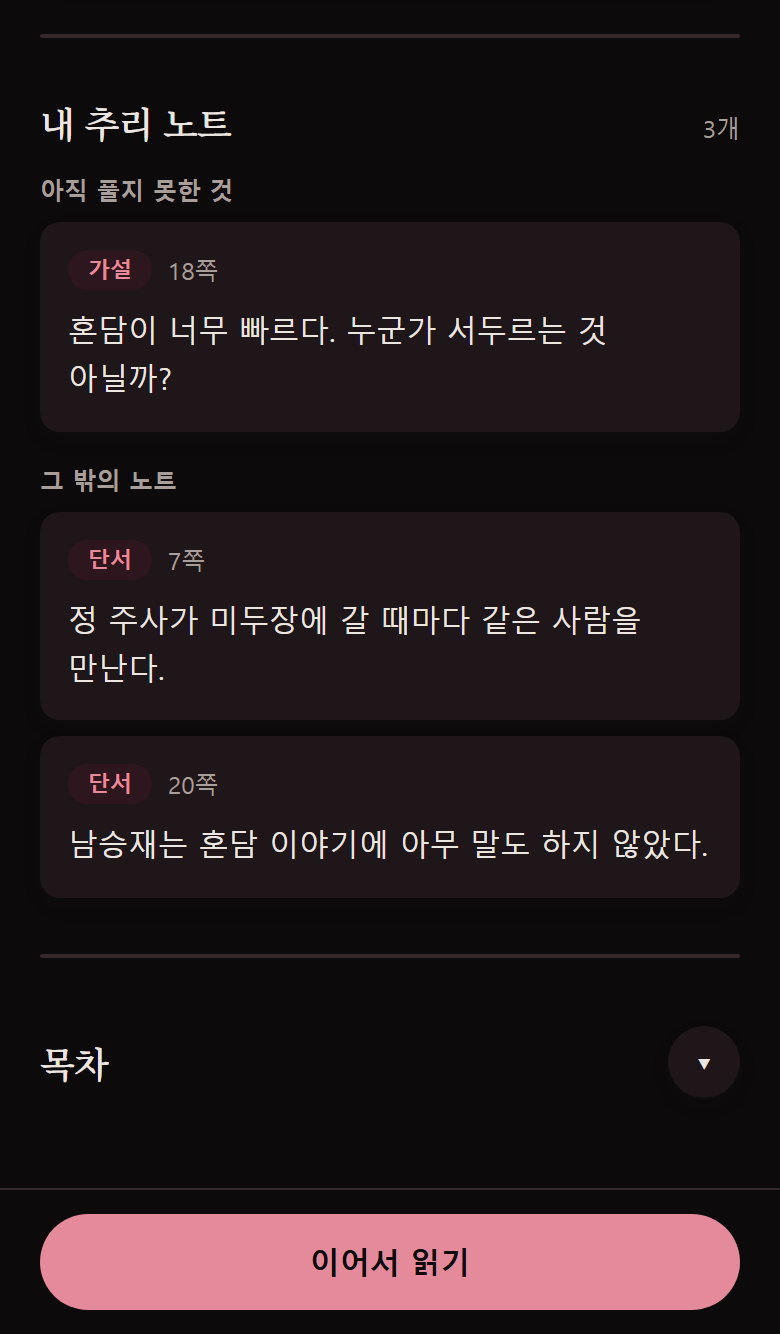 내 추리 노트
3개
아직 풀지 못한 것
가설 18쪽
혼담이 너무 빠르다. 누군가 서두르는 것
아닐까?
그 밖의 노트
단서 7쪽
정 주사가 미두장에 갈 때마다 같은 사람을
만난다.
단서 20쪽
남승재는 혼담 이야기에 아무 말도 하지 않았다.
목차
▼
이어서 읽기